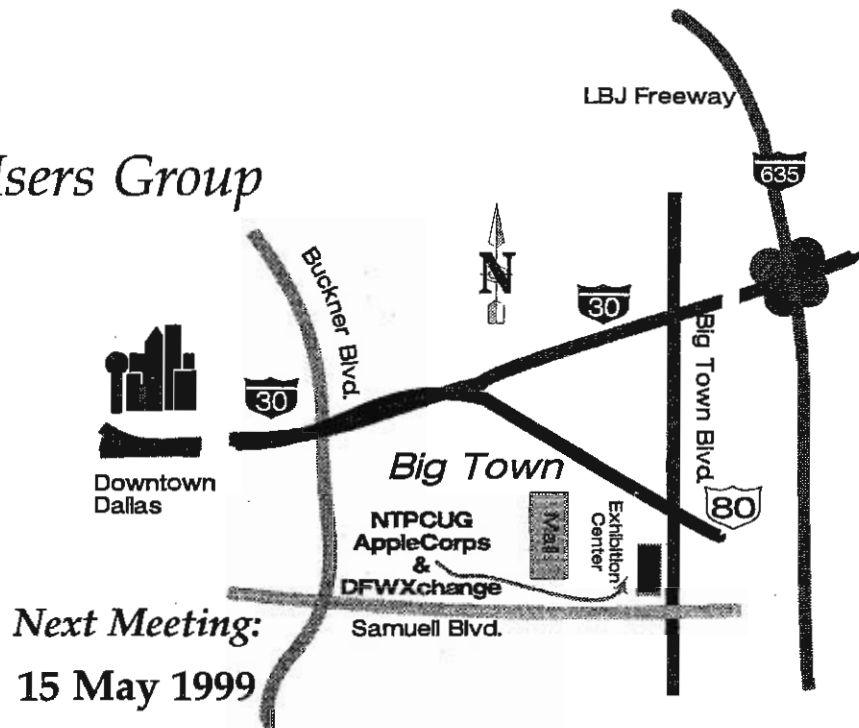 LBJ Freeway
635
sers Group
Buckner Blvd.
N
30
Big Town Blvd.
30
Downtown
Dallas
Big Town
80
NTPCUG
AppleCorps
&
DFWXchange
Mall
Exhibition
Center
Next Meeting:
Samuell Blvd.
15 May 1999